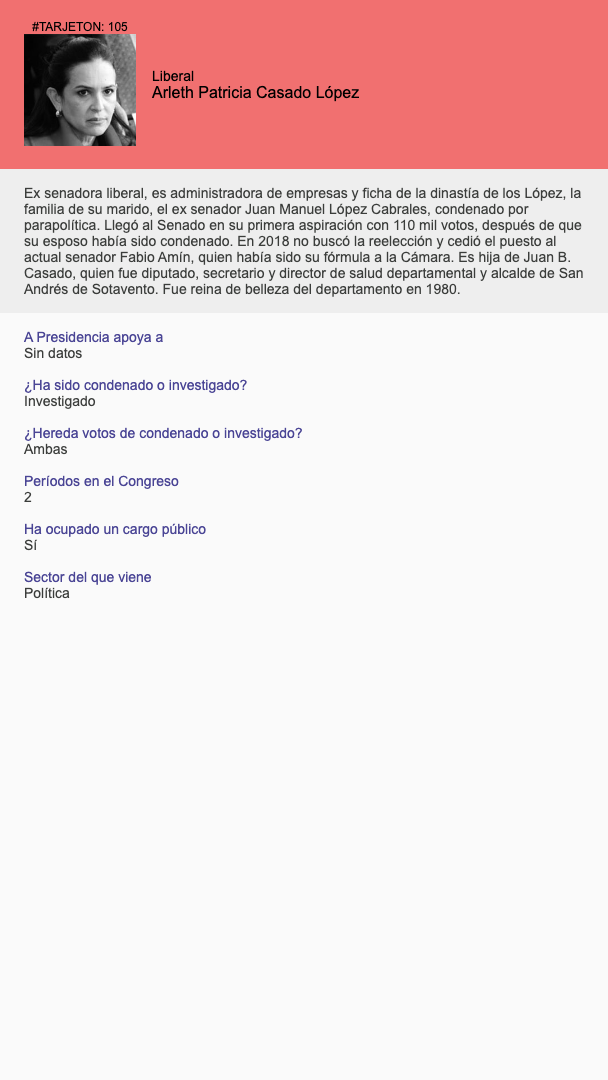 #TARJETON: 105
Liberal
Arleth Patricia Casado López
Ex senadora liberal, es administradora de empresas y ficha de la dinastía de los López, la
familia de su marido, el ex senador Juan Manuel López Cabrales, condenado por
parapolítica. Llegó al Senado en su primera aspiración con 110 mil votos, después de que
su esposo había sido condenado. En 2018 no buscó la reelección y cedió el puesto al
actual senador Fabio Amín, quien había sido su fórmula a la Cámara. Es hija de Juan B.
Casado, quien fue diputado, secretario y director de salud departamental y alcalde de San
Andrés de Sotavento. Fue reina de belleza del departamento en 1980.
A Presidencia apoya a
Sin datos
¿Ha sido condenado o investigado?
Investigado
¿Hereda votos de condenado o investigado?
Ambas
Períodos en el Congreso
2
Ha ocupado un cargo público
Sí
Sector del que viene
Política